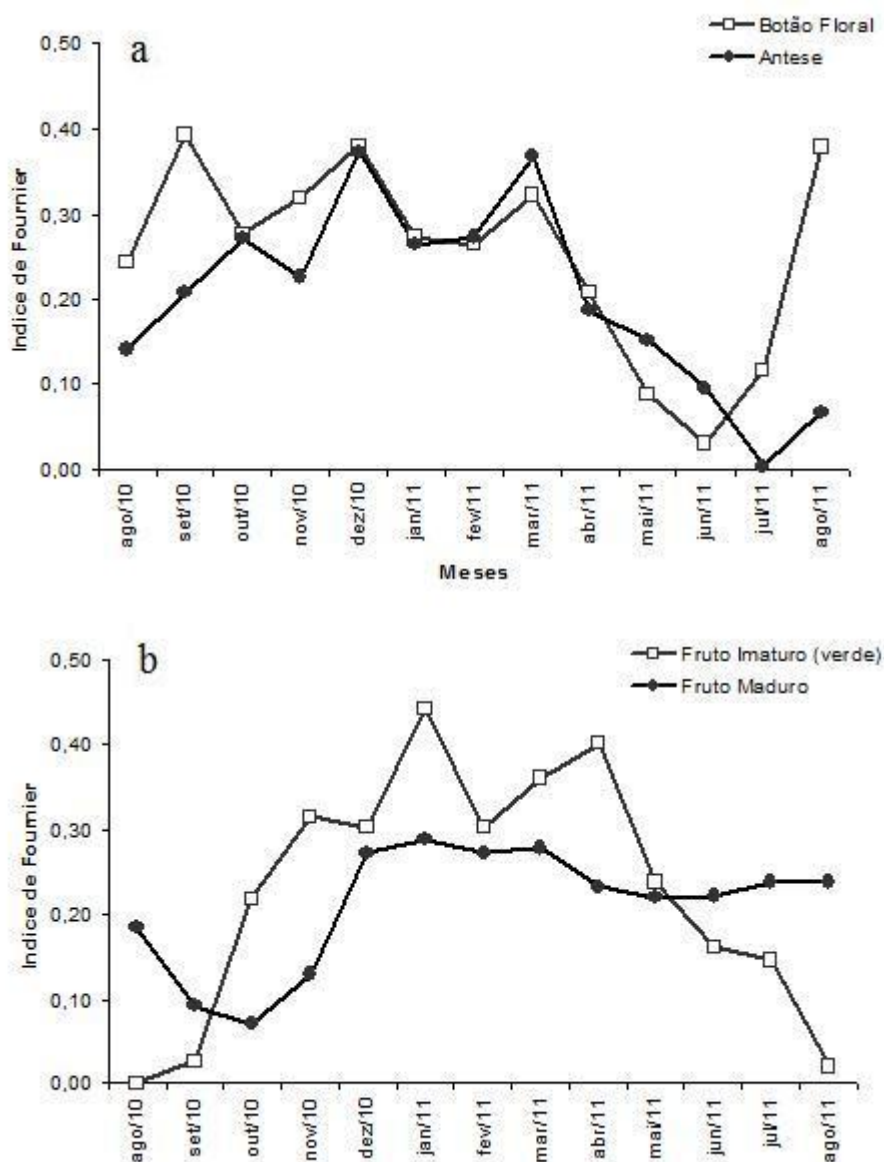 a
Botão Floral
Antese
Indice de Fournier
0,50
0,40
0,30
0,20
0,10
0,00
ago/10 set/10 out/10 nov/10 dez/10 jan/11 fev/11 mar/11 abr/11 mai/11 jun/11 jul/11 ago/11
Meses
b
Fruto Imaturo (verde)
Fruto Maduro
Indice de Fournier
0,50
0,40
0,30
0,20
0,10
0,00
ago/10 set/10 out/10 nov/10 dez/10 jan/11 fev/11 mar/11 abr/11 mai/11 jun/11 jul/11 ago/11